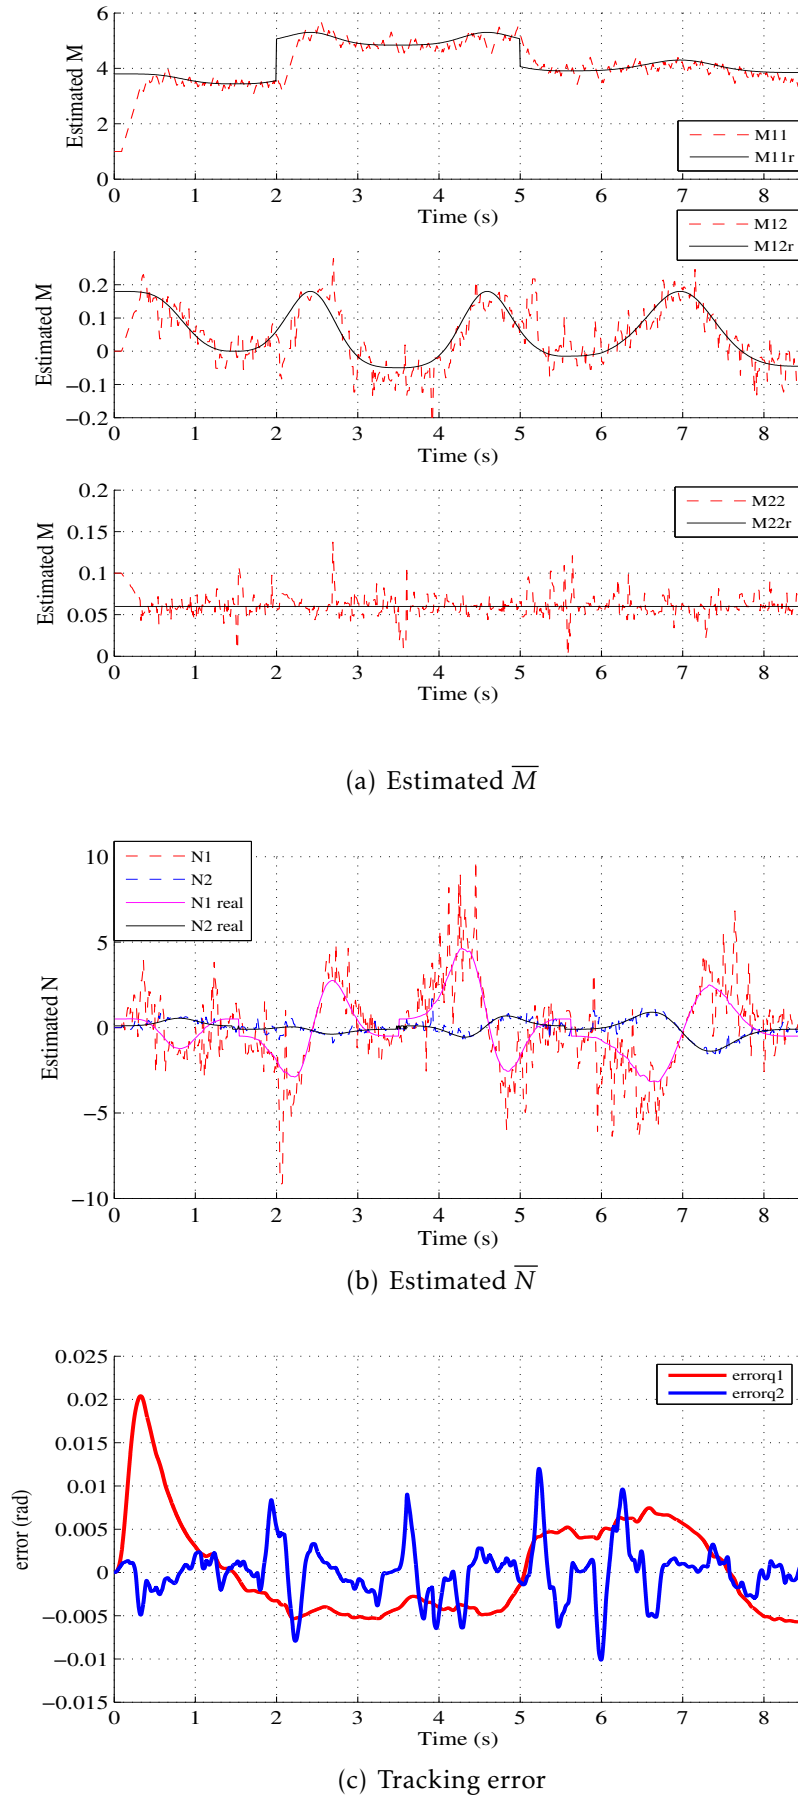 6
4
2
0
Estimated M
M11
M11r
0 1 2 3 4 5 6 7 8
Time (s)
M12
M12r
0.2
0.1
0
−0.1
−0.2
Estimated M
0 1 2 3 4 5 6 7 8
Time (s)
0.2
0.15
0.1
0.05
0
Estimated M
M22
M22r
0 1 2 3 4 5 6 7 8
Time (s)
(a) Estimated M̅
10
5
0
−5
−10
Estimated N
N1
N2
N1 real
N2 real
0 1 2 3 4 5 6 7 8
Time (s)
(b) Estimated N̅
0.025
0.02
0.015
0.01
0.005
0
−0.005
−0.01
−0.015
error (rad)
errorq1
errorq2
0 1 2 3 4 5 6 7 8
Time (s)
(c) Tracking error